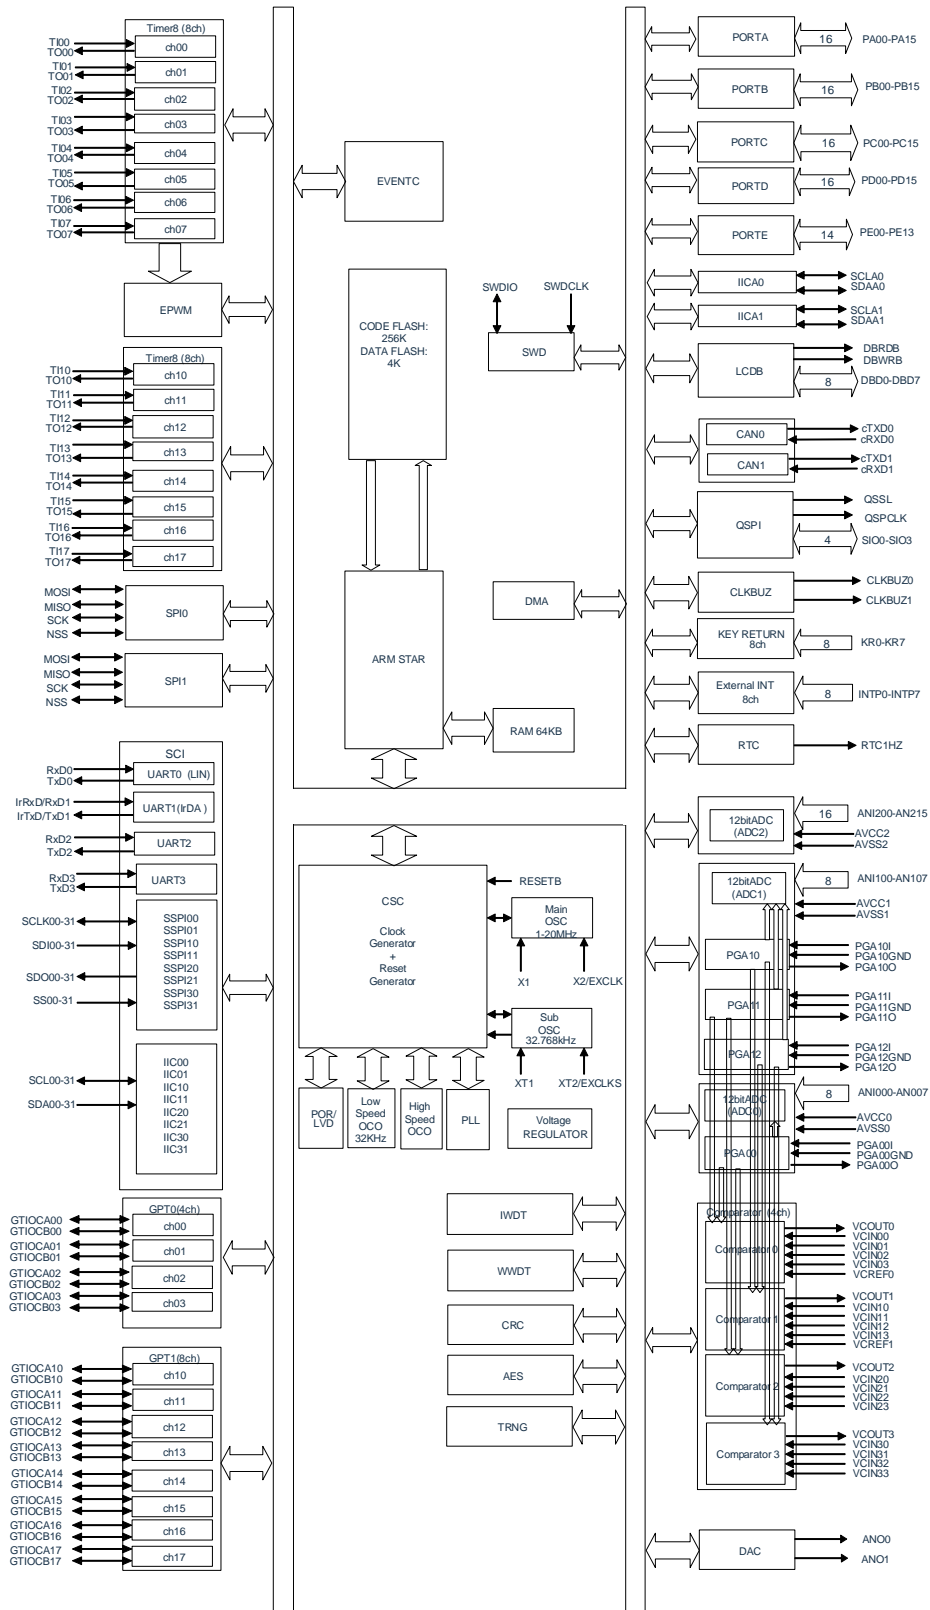 Timer8 (8ch)
TI00
TO00
ch00
TI01
TO01
ch01
TI02
TO02
ch02
TI03
TO03
ch03
TI04
TO04
ch04
TI05
TO05
ch05
TI06
TO06
ch06
TI07
TO07
ch07
EPWM
Timer8 (8ch)
TI10
TO10
ch10
TI11
TO11
ch11
TI12
TO12
ch12
TI13
TO13
ch13
TI14
TO14
ch14
TI15
TO15
ch15
TI16
TO16
ch16
TI17
TO17
ch17
MOSI
MISO
SCK
NSS
SPI0
MOSI
MISO
SCK
NSS
SPI1
SCI
RxD0
TxD0
UART0 (LIN)
IrRxD/RxD1
IrTxD/TxD1
UART1(IrDA )
RxD2
TxD2
UART2
RxD3
TxD3
UART3
SCLK00-31
SDI00-31
SDO00-31
SS00-31
SSPI00
SSPI01
SSPI10
SSPI11
SSPI20
SSPI21
SSPI30
SSPI31
SCL00-31
SDA00-31
IIC00
IIC01
IIC10
IIC11
IIC20
IIC21
IIC30
IIC31
GPT0(4ch)
GTIOCA00
GTIOCB00
ch00
GTIOCA01
GTIOCB01
ch01
GTIOCA02
GTIOCB02
ch02
GTIOCA03
GTIOCB03
ch03
GPT1(8ch)
GTIOCA10
GTIOCB10
ch10
GTIOCA11
GTIOCB11
ch11
GTIOCA12
GTIOCB12
ch12
GTIOCA13
GTIOCB13
ch13
GTIOCA14
GTIOCB14
ch14
GTIOCA15
GTIOCB15
ch15
GTIOCA16
GTIOCB16
ch16
GTIOCA17
GTIOCB17
ch17
EVENTC
CODE FLASH:
256K
DATA FLASH:
4K
SWDIO
SWDCLK
SWD
DMA
ARM STAR
RAM 64KB
CSC
Clock
Generator
+
Reset
Generator
RESETB
Main
OSC
1-20MHz
X1
X2/EXCLK
Sub
OSC
32.768kHz
XT1
XT2/EXCLKS
POR/
LVD
Low
Speed
OCO
32KHz
High
Speed
OCO
PLL
Voltage
REGULATOR
IWDT
WWDT
CRC
AES
TRNG
PORTA
16
PA00-PA15
PORTB
16
PB00-PB15
PORTC
16
PC00-PC15
PORTD
16
PD00-PD15
PORTE
14
PE00-PE13
IICA0
SCLA0
SDAA0
IICA1
SCLA1
SDAA1
LCDB
DBRDB
DBWRB
8
DBD0-DBD7
CAN0
cTXD0
cRXD0
CAN1
cTXD1
cRXD1
QSPI
QSSL
QSPCLK
4
SIO0-SIO3
CLKBUZ
CLKBUZ0
CLKBUZ1
KEY RETURN
8ch
8
KR0-KR7
External INT
8ch
8
INTP0-INTP7
RTC
RTC1HZ
12bitADC
(ADC2)
16
ANI200-AN215
AVCC2
AVSS2
12bitADC
(ADC1)
8
ANI100-AN107
AVCC1
AVSS1
PGA10
PGA10I
PGA10GND
PGA10O
PGA11
PGA11I
PGA11GND
PGA11O
PGA12
PGA12I
PGA12GND
PGA12O
12bitADC
(ADC0)
8
ANI000-AN007
AVCC0
AVSS0
PGA00
PGA00I
PGA00GND
PGA00O
Comparator (4ch)
Comparator 0
VCOUT0
VCIN00
VCIN01
VCIN02
VCIN03
VCREF0
Comparator 1
VCOUT1
VCIN10
VCIN11
VCIN12
VCIN13
VCREF1
Comparator 2
VCOUT2
VCIN20
VCIN21
VCIN22
VCIN23
Comparator 3
VCOUT3
VCIN30
VCIN31
VCIN32
VCIN33
DAC
ANO0
ANO1